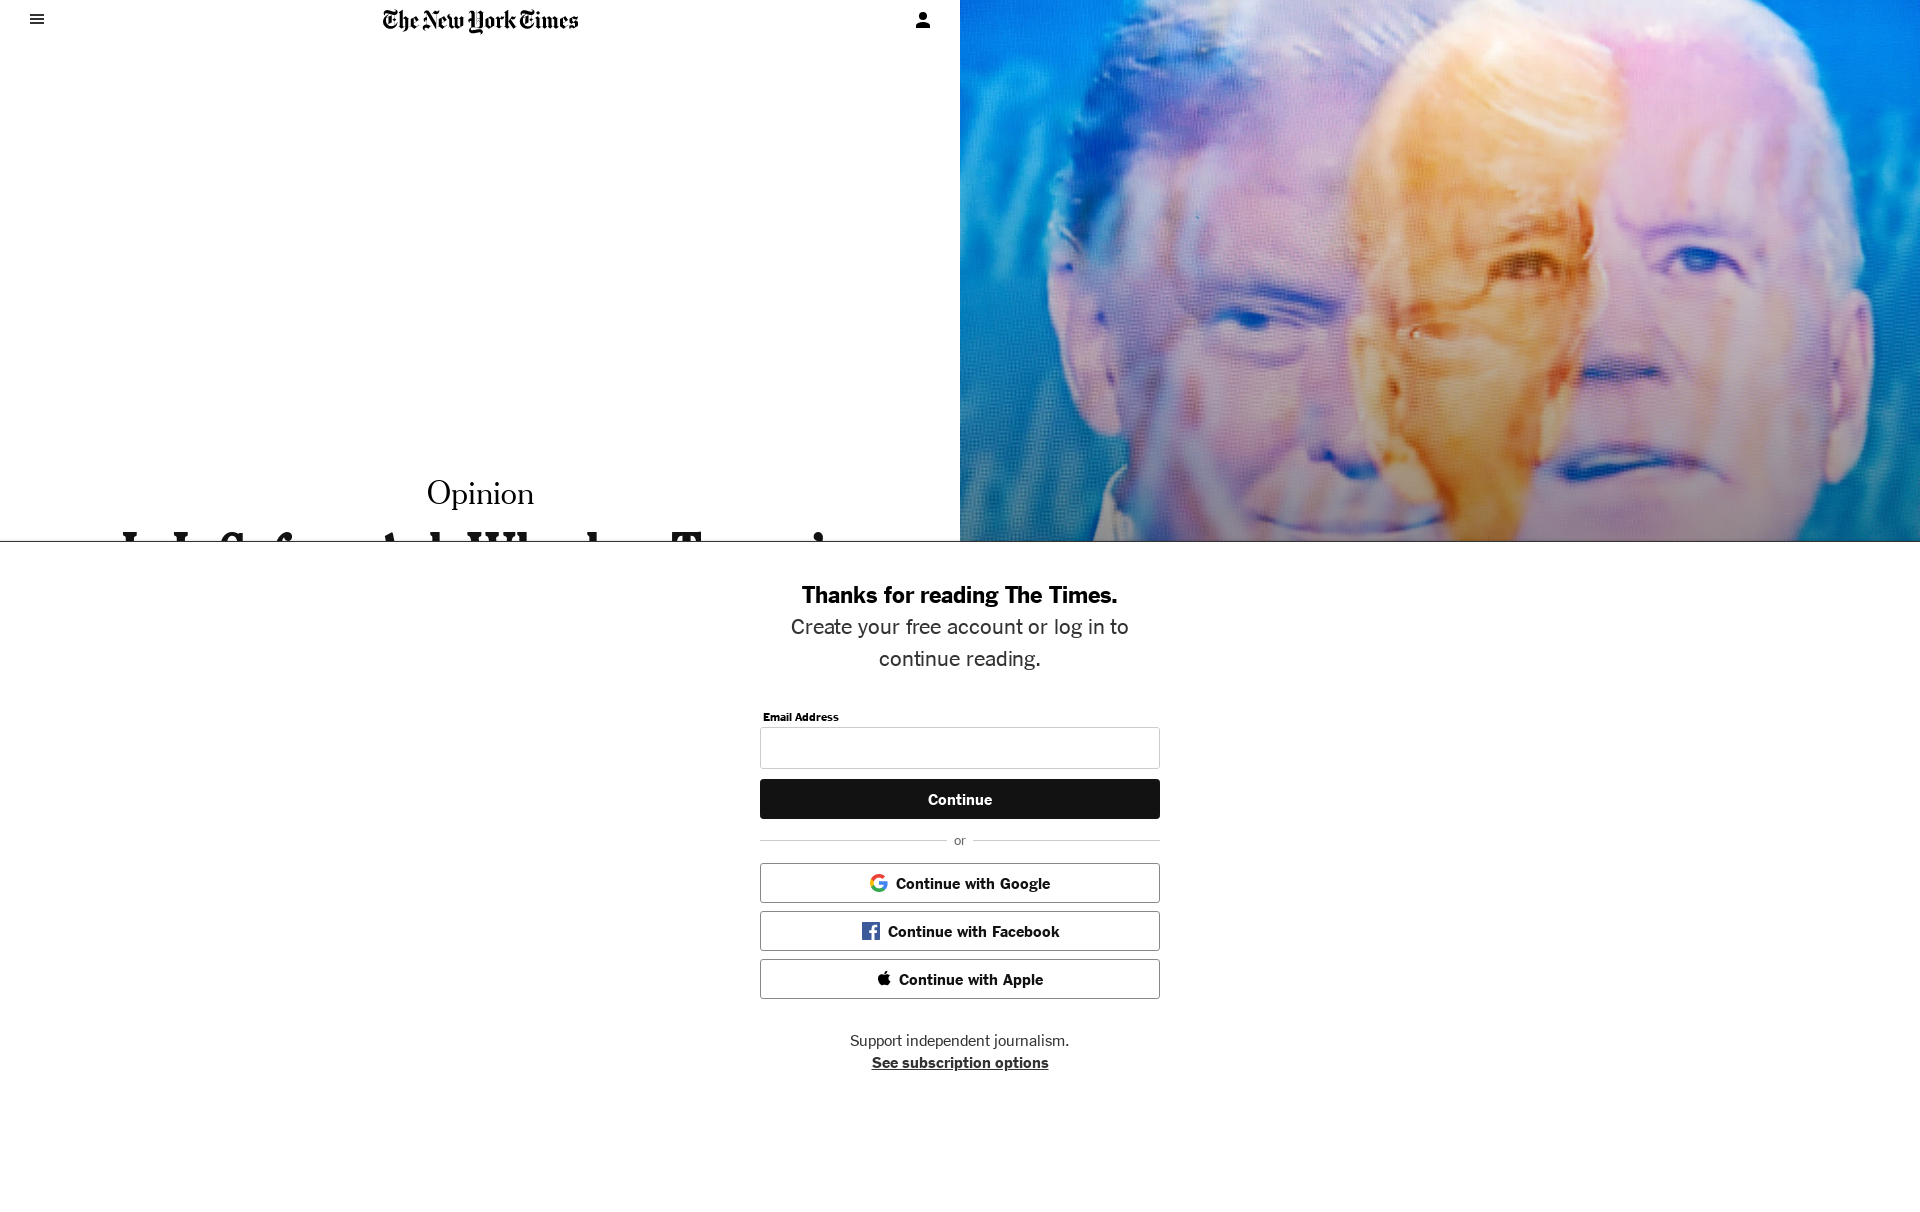 The New York Times
Opinion
Thanks for reading The Times.
Create your free account or log in to
continue reading.
Email Address
Continue
or
Continue with Google
Continue with Facebook
Continue with Apple
Support independent journalism.
See subscription options